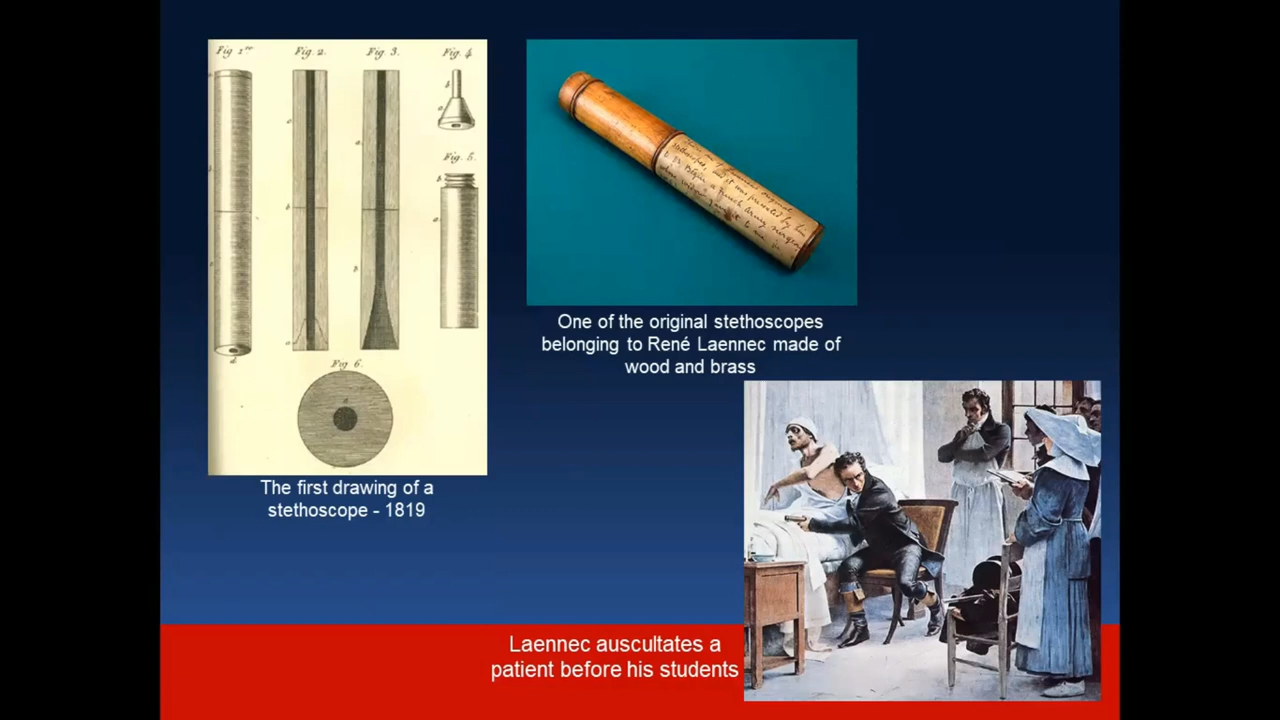 Fig 1re
Fig. 2.
Fig. 3.
Fig. 4
Fig. 5.
Fig 6.
The first drawing of a
stethoscope - 1819
One of the original stethoscopes
belonging to René Laennec made of
wood and brass
Laennec auscultates a
patient before his students